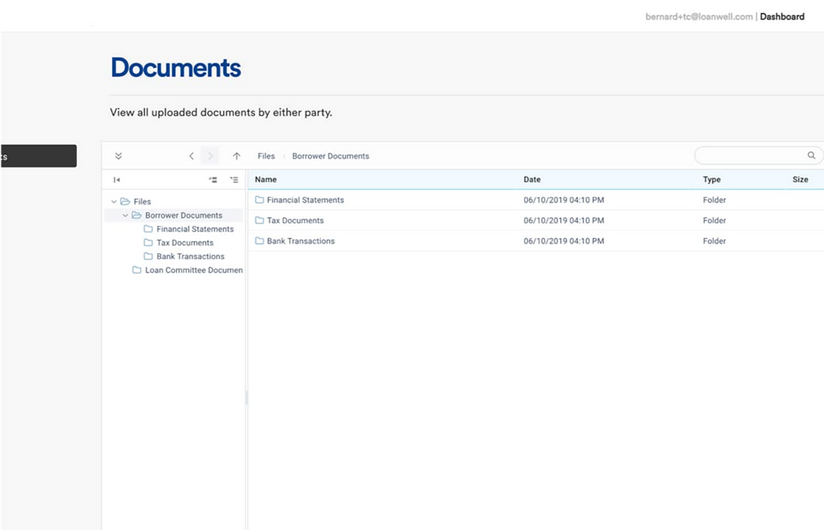 bernard+tc@loanwell.com | Dashboard
Documents
View all uploaded documents by either party.
ts
Files
Borrower Documents
Name Date Type Size
Files
Borrower Documents
Financial Statements
Tax Documents
Bank Transactions
Loan Committee Documen
Financial Statements 06/10/2019 04:10 PM Folder
Tax Documents 06/10/2019 04:10 PM Folder
Bank Transactions 06/10/2019 04:10 PM Folder